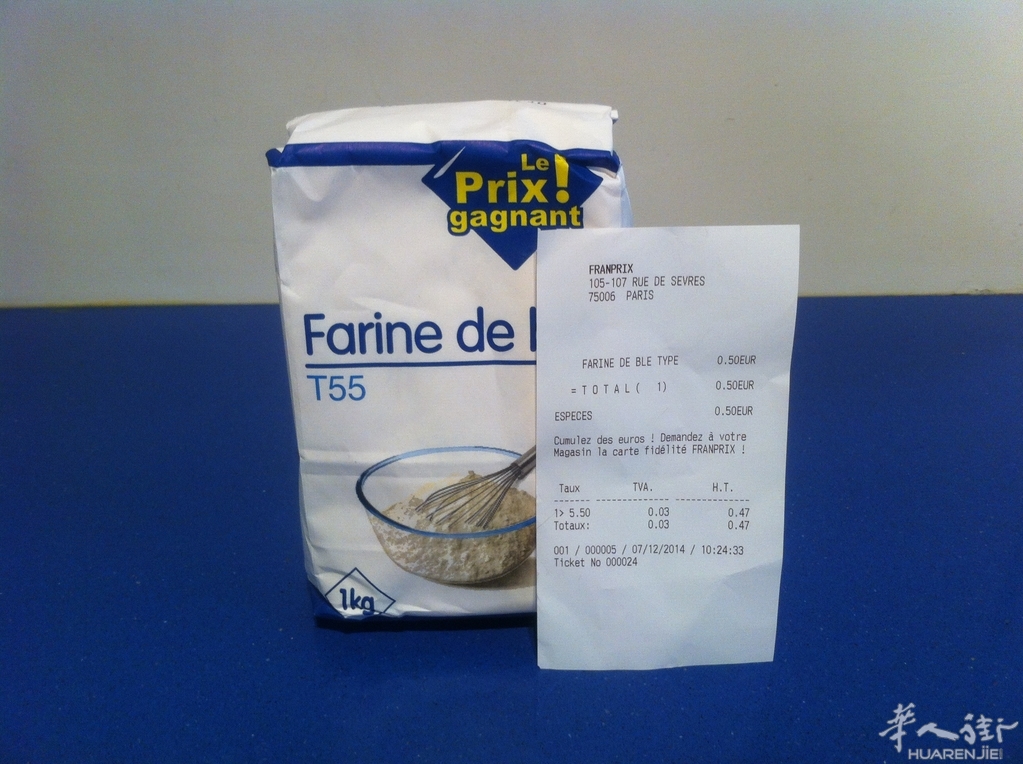 Le
Prix!
gagnant
Farine de
T55
1kg
FRANPRIX
105-107 RUE DE SEVRES
75006 PARIS
FARINE DE BLE TYPE 0.50EUR
=TOTAL( 1) 0.50EUR
ESPECES 0.50EUR
Cumulez des euros ! Demandez à votre
Magasin la carte fidélité FRANPRIX !
Taux TVA. H.T.
1> 5.50 0.03 0.47
Totaux: 0.03 0.47
001 / 000005 / 07/12/2014 / 10:24:33
Ticket No 000024
華人街
HUARENJIE